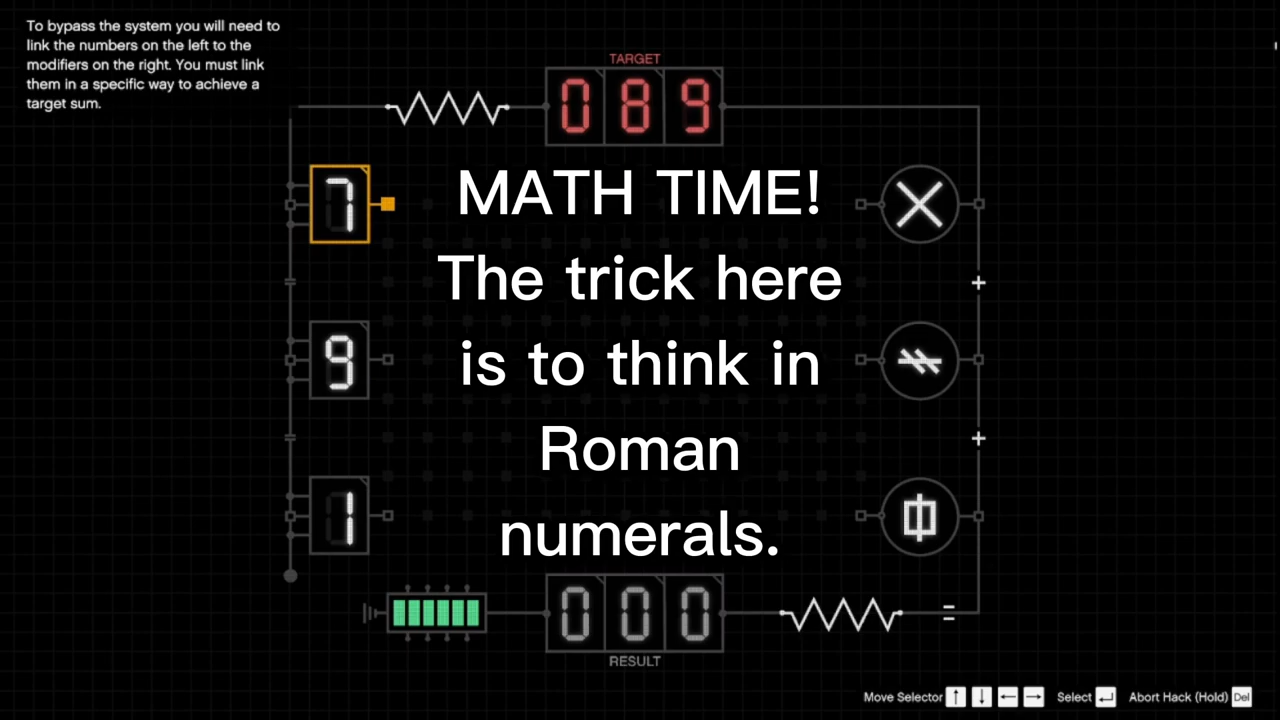 To bypass the system you will need to
link the numbers on the left to the
modifiers on the right. You must link
them in a specific way to achieve a
target sum.
TARGET
089
7
MATH TIME!
The trick here
is to think in
Roman
numerals.
9
1
000
RESULT
Move Selector ↑ ↓ ← → Select ↵ Abort Hack (Hold) Del